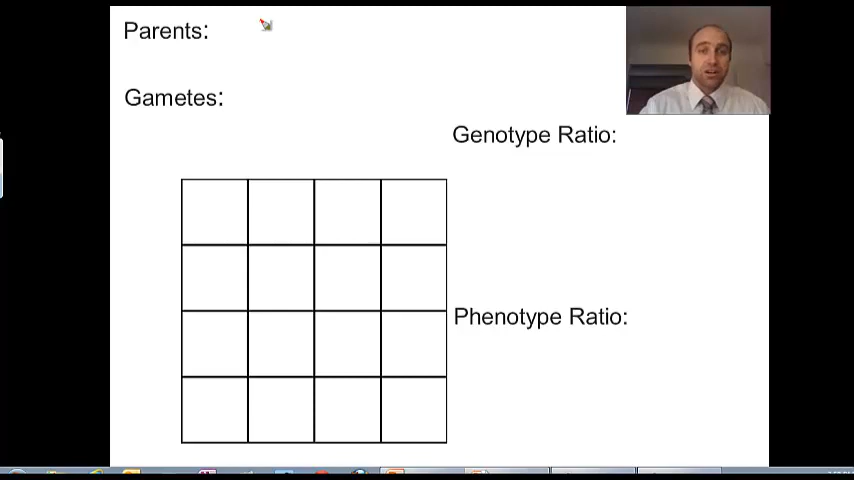 Parents:
Gametes:
Genotype Ratio:
Phenotype Ratio: